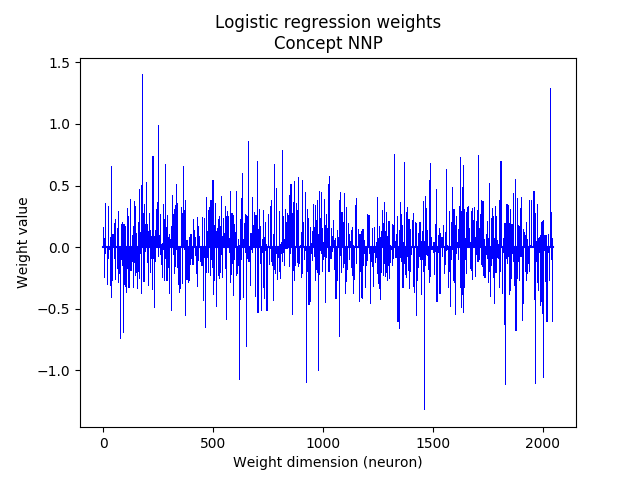 Logistic regression weights
Concept NNP
1.5
1.0
0.5
0.0
−0.5
−1.0
Weight value
0
500
1000
1500
2000
Weight dimension (neuron)